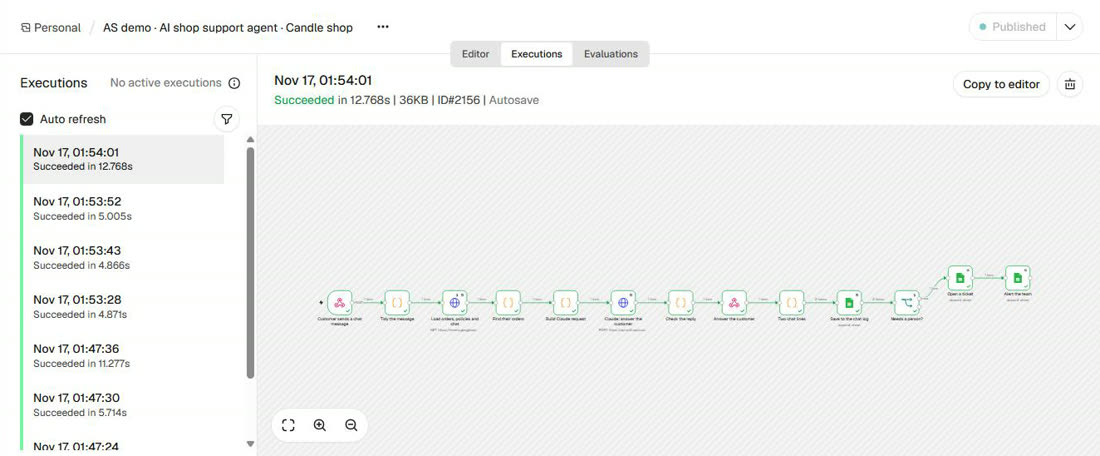 Personal / AS demo · AI shop support agent · Candle shop ...
Published
Editor Executions Evaluations
Executions No active executions
Auto refresh
Nov 17, 01:54:01
Succeeded in 12.768s
Nov 17, 01:53:52
Succeeded in 5.005s
Nov 17, 01:53:43
Succeeded in 4.866s
Nov 17, 01:53:28
Succeeded in 4.871s
Nov 17, 01:47:36
Succeeded in 11.277s
Nov 17, 01:47:30
Succeeded in 5.714s
Nov 17, 01:47:24
Nov 17, 01:54:01
Succeeded in 12.768s | 36KB | ID#2156 | Autosave
Copy to editor
Customer sends a chat
message
Tidy the message
Load orders, policies and
chat
Find their orders
Build Claude request
Claude: answer the
customer
Check the reply
Answer the customer
Two chat lines
Save to the chat log
Needs a person?
Open a ticket
Alert the team